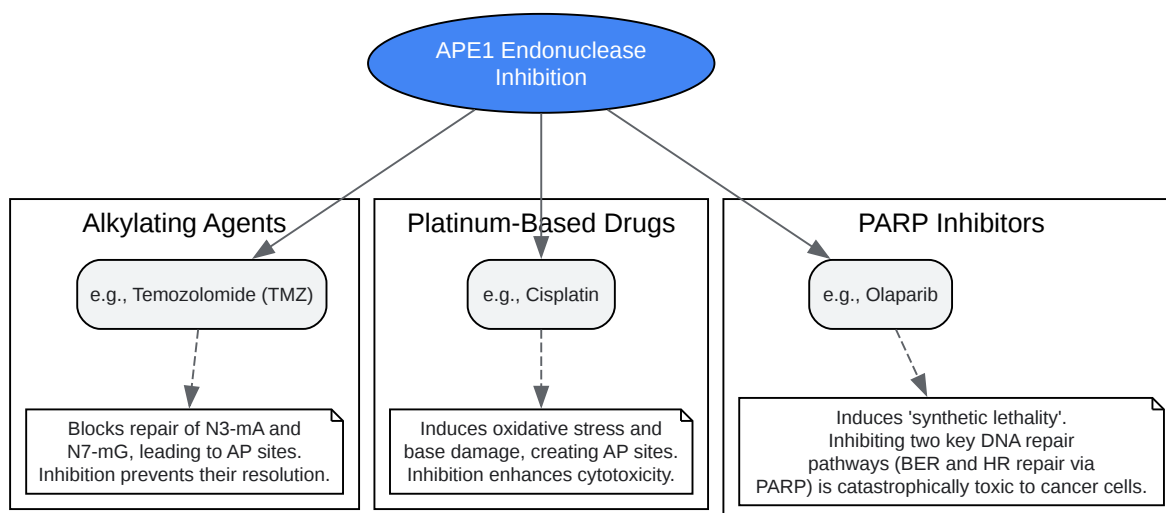 APE1 Endonuclease
Inhibition
Alkylating Agents
e.g., Temozolomide (TMZ)
Blocks repair of N3-mA and
N7-mG, leading to AP sites.
Inhibition prevents their resolution.
Platinum-Based Drugs
e.g., Cisplatin
Induces oxidative stress and
base damage, creating AP sites.
Inhibition enhances cytotoxicity.
PARP Inhibitors
e.g., Olaparib
Induces 'synthetic lethality'.
Inhibiting two key DNA repair
pathways (BER and HR repair via
PARP) is catastrophically toxic to cancer cells.